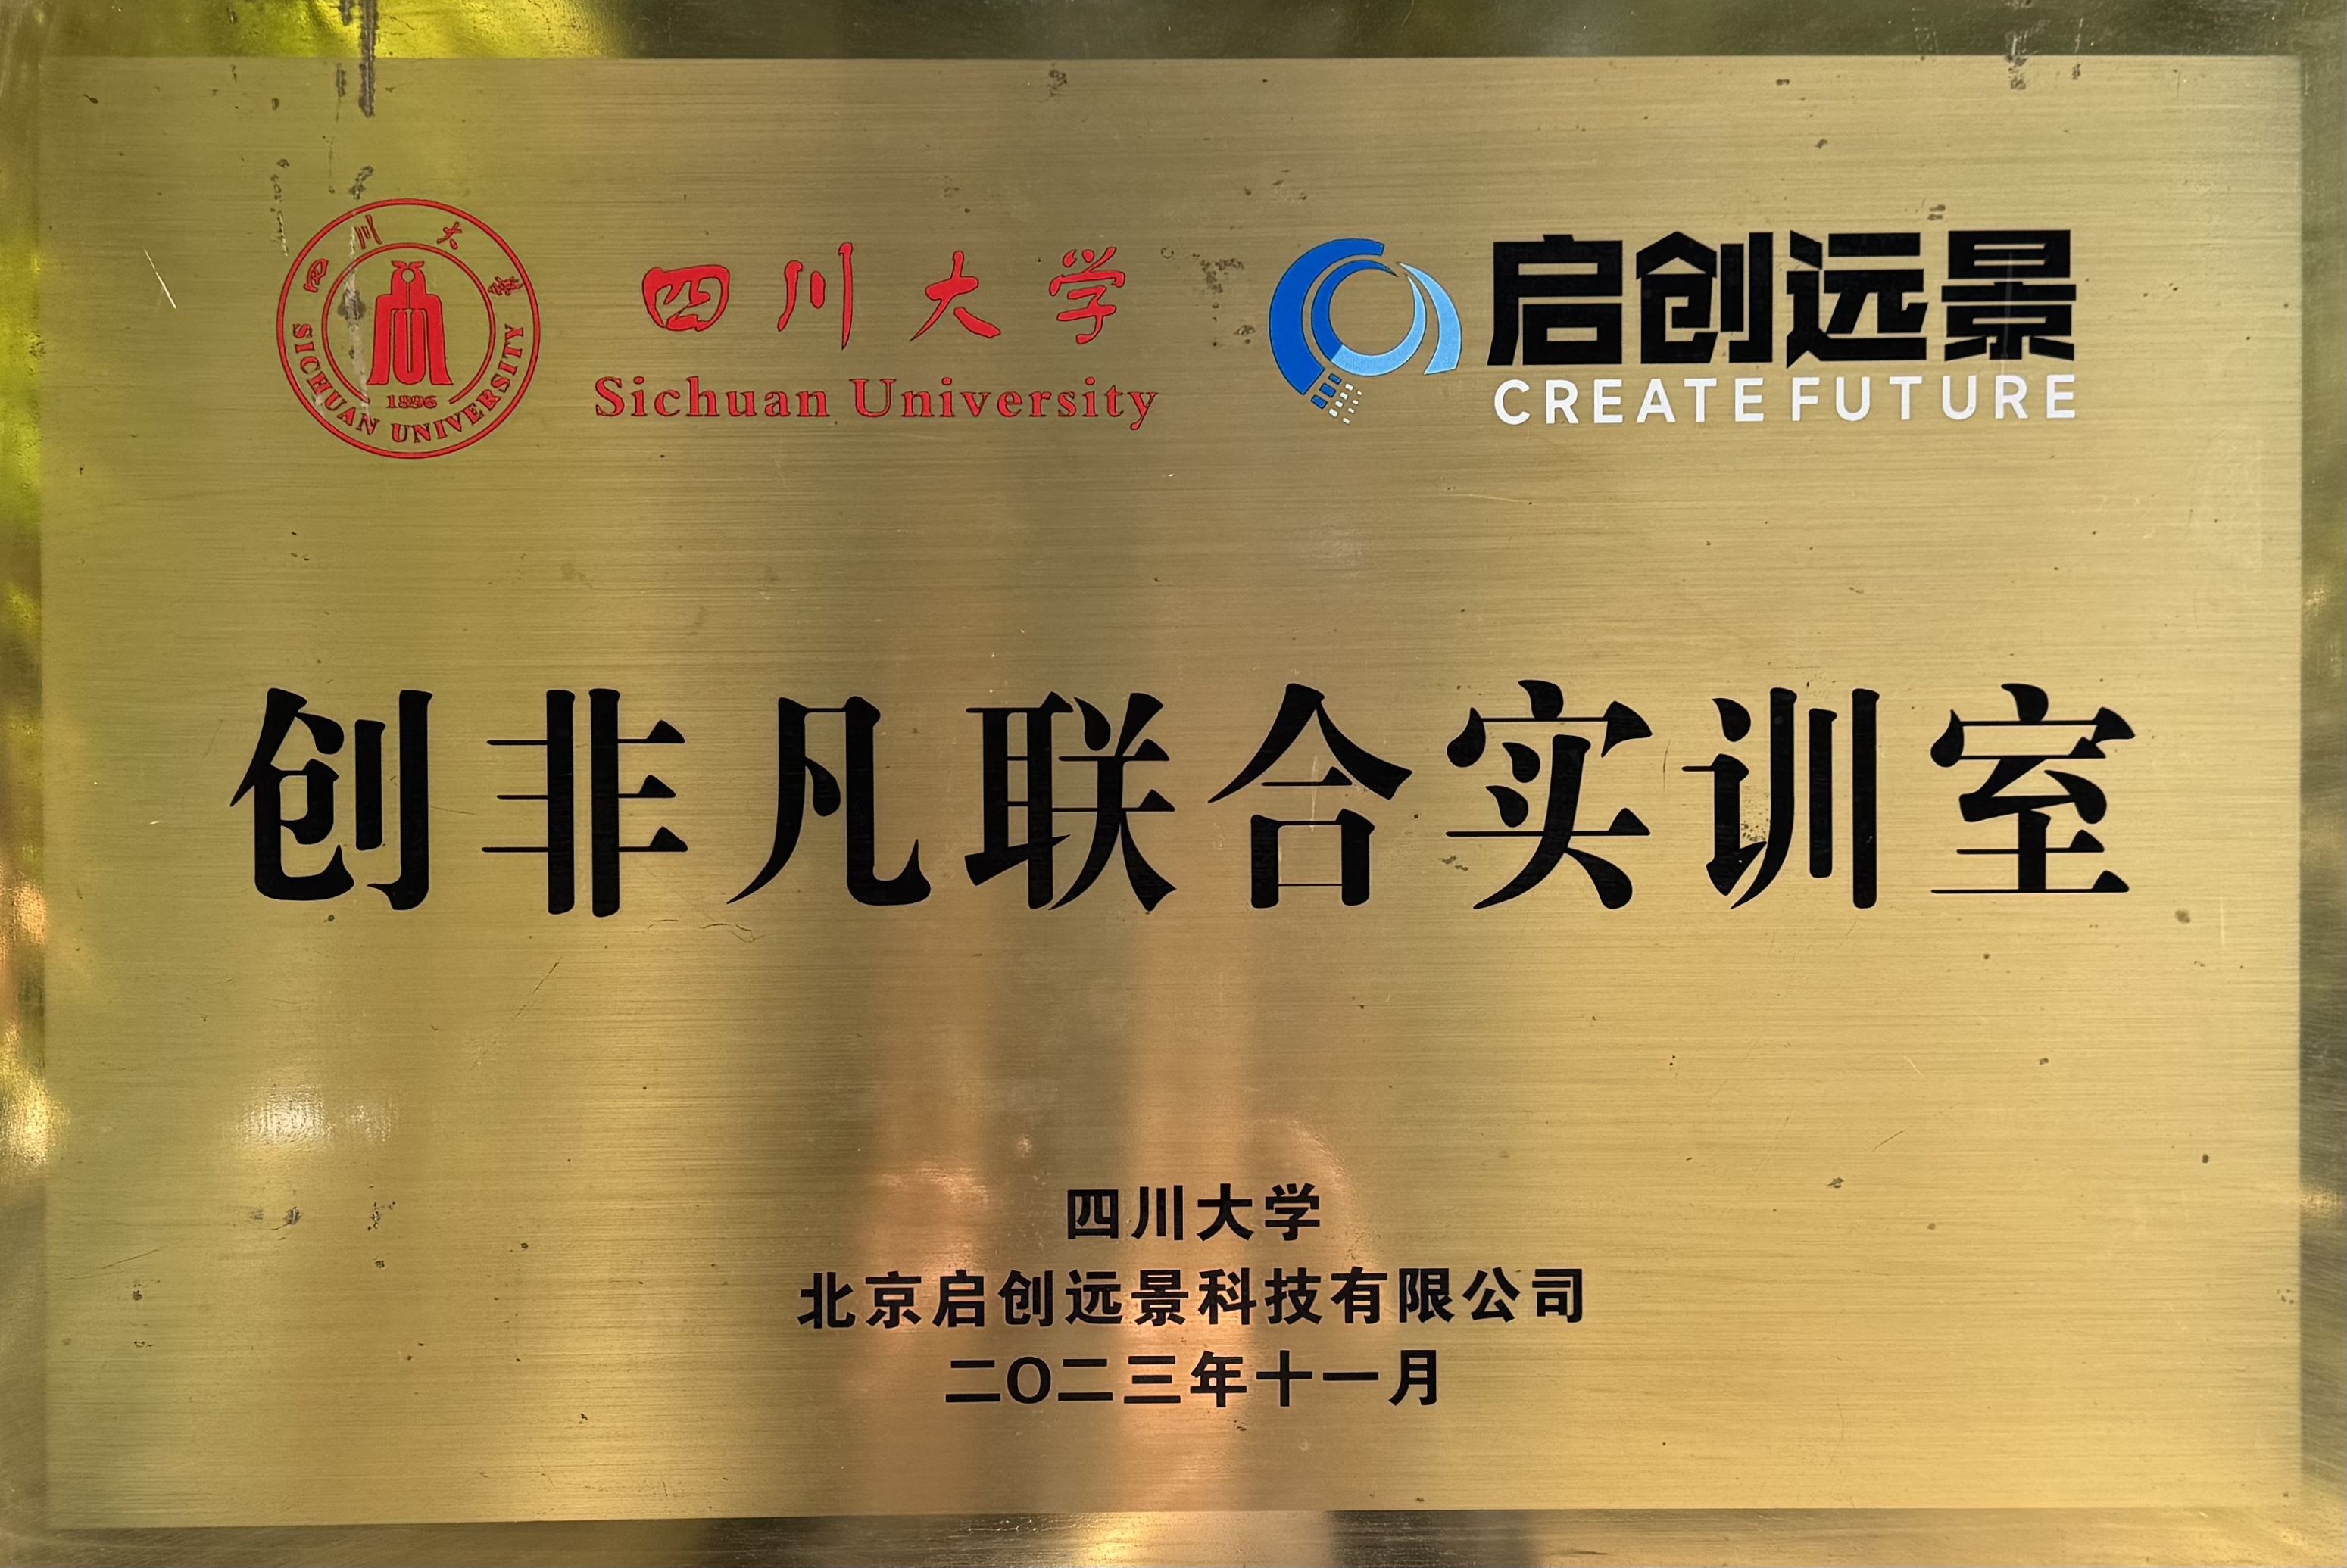 四川大学
SICHUAN UNIVERSITY
1896
四川大学
Sichuan University
启创远景
CREATE FUTURE
创非凡联合实训室
四川大学
北京启创远景科技有限公司
二〇二三年十一月